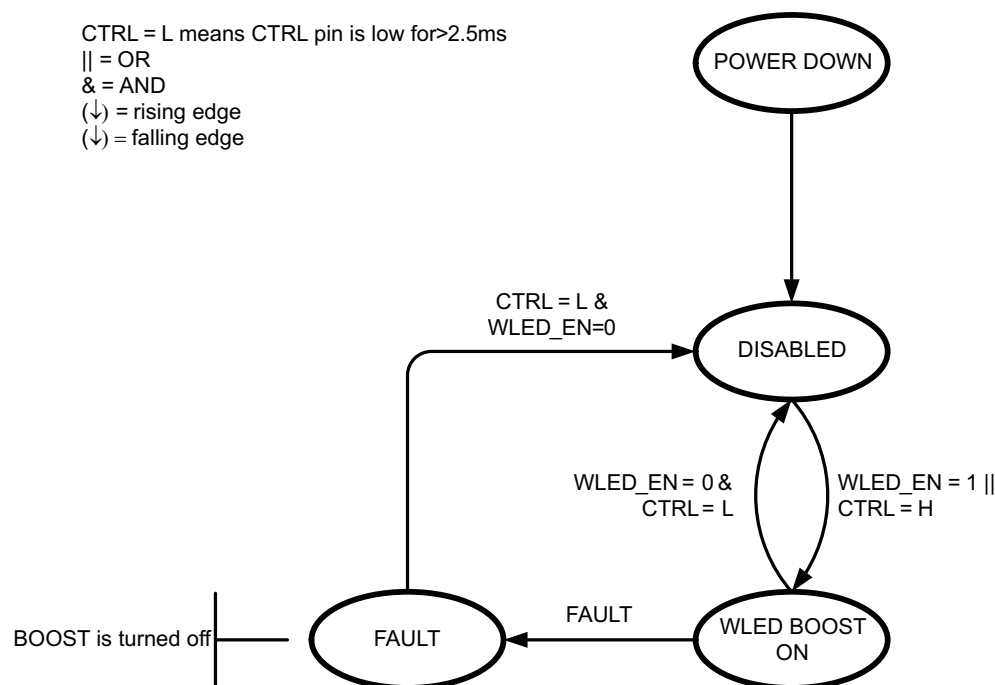 CTRL = L means CTRL pin is low for>2.5ms
|| = OR
& = AND
(↓) = rising edge
(↓) = falling edge
POWER DOWN
CTRL = L &
WLED_EN=0
DISABLED
WLED_EN = 0 &
CTRL = L
WLED_EN = 1 ||
CTRL = H
BOOST is turned off
FAULT
FAULT
WLED BOOST
ON